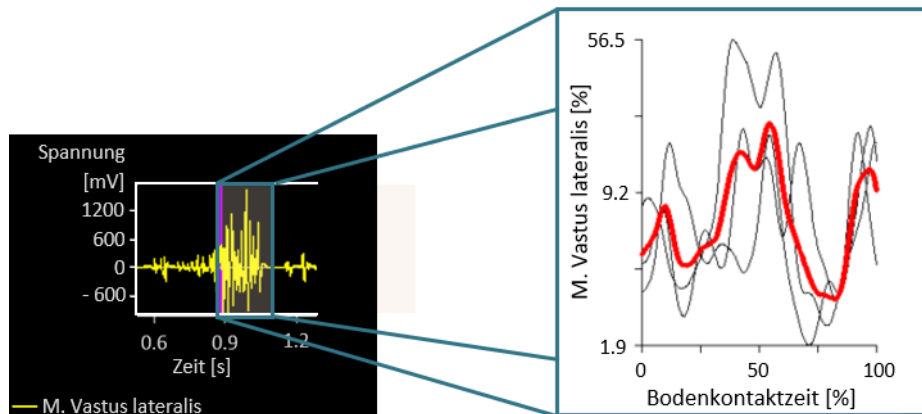 Spannung
[mV]
1200
600
0
- 600
0.6
0.9
1.2
Zeit [s]
M. Vastus lateralis
M. Vastus lateralis [%]
56.5
9.2
1.9
0
50
100
Bodenkontaktzeit [%]